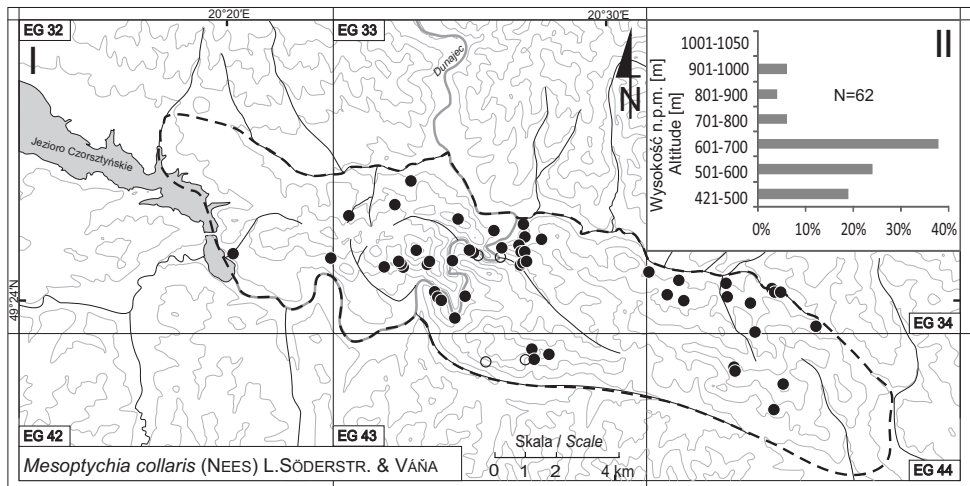 20°20'E
20°30'E
EG 32
EG 33
I
II
Dunajec
N
Jezioro Czorsztyńskie
Wysokość n.p.m. [m]
Altitude [m]
1001-1050
901-1000
801-900
701-800
601-700
501-600
421-500
N=62
0%
10%
20%
30%
40%
49°24'N
EG 34
EG 42
EG 43
Skala / Scale
0 1 2 4 km
EG 44
Mesoptychia collaris (NEES) L.SÖDERSTR. & VÁŇA